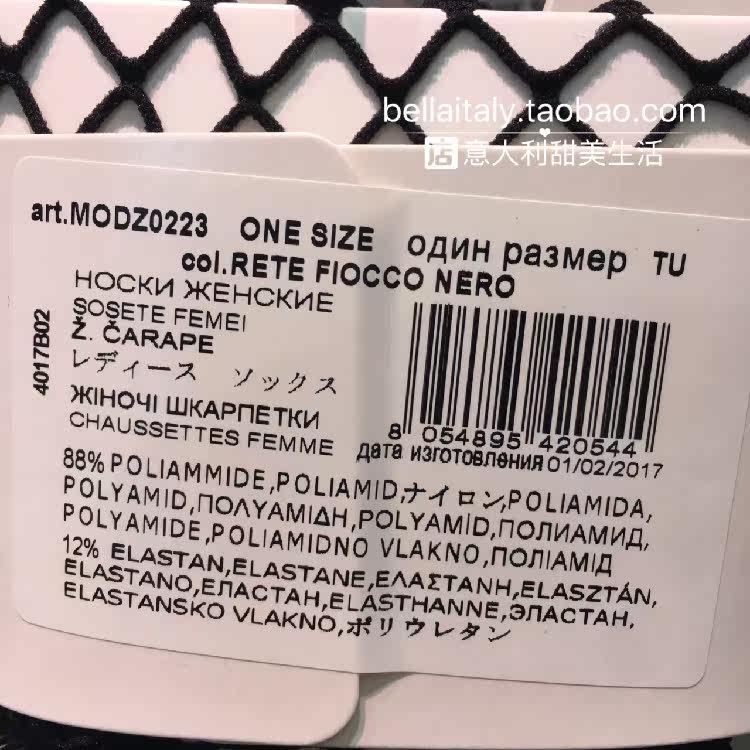 bellaitaly.taobao.com
店 意大利甜美生活
art.MODZ0223 ONE SIZE один размер TU
col.RETE FIOCCO NERO
НОСКИ ЖЕНСКИЕ
ŞOSETE FEMEI
Ž. ČARAPE
レディース ソックス
ЖІНОЧІ ШКАРПЕТКИ
CHAUSSETTES FEMME
4017B02
8 054895 420544
дата изготовления 01/02/2017
88% POLIAMMIDE,POLIAMID,ナイロン,POLIAMIDA,
POLYAMID,ΠΟΛΥΑΜΙΔΗ,POLYAMID,ПОЛИАМИД,
POLYAMIDE,POLIAMIDNO VLAKNO,ПОЛІАМІД
12% ELASTAN,ELASTANE,ΕΛΑΣΤΑΝΗ,ELASZTÁN,
ELASTANO,ЕЛАСТАН,ELASTHANNE,ЭЛАСТАН,
ELASTANSKO VLAKNO,ポリウレタン